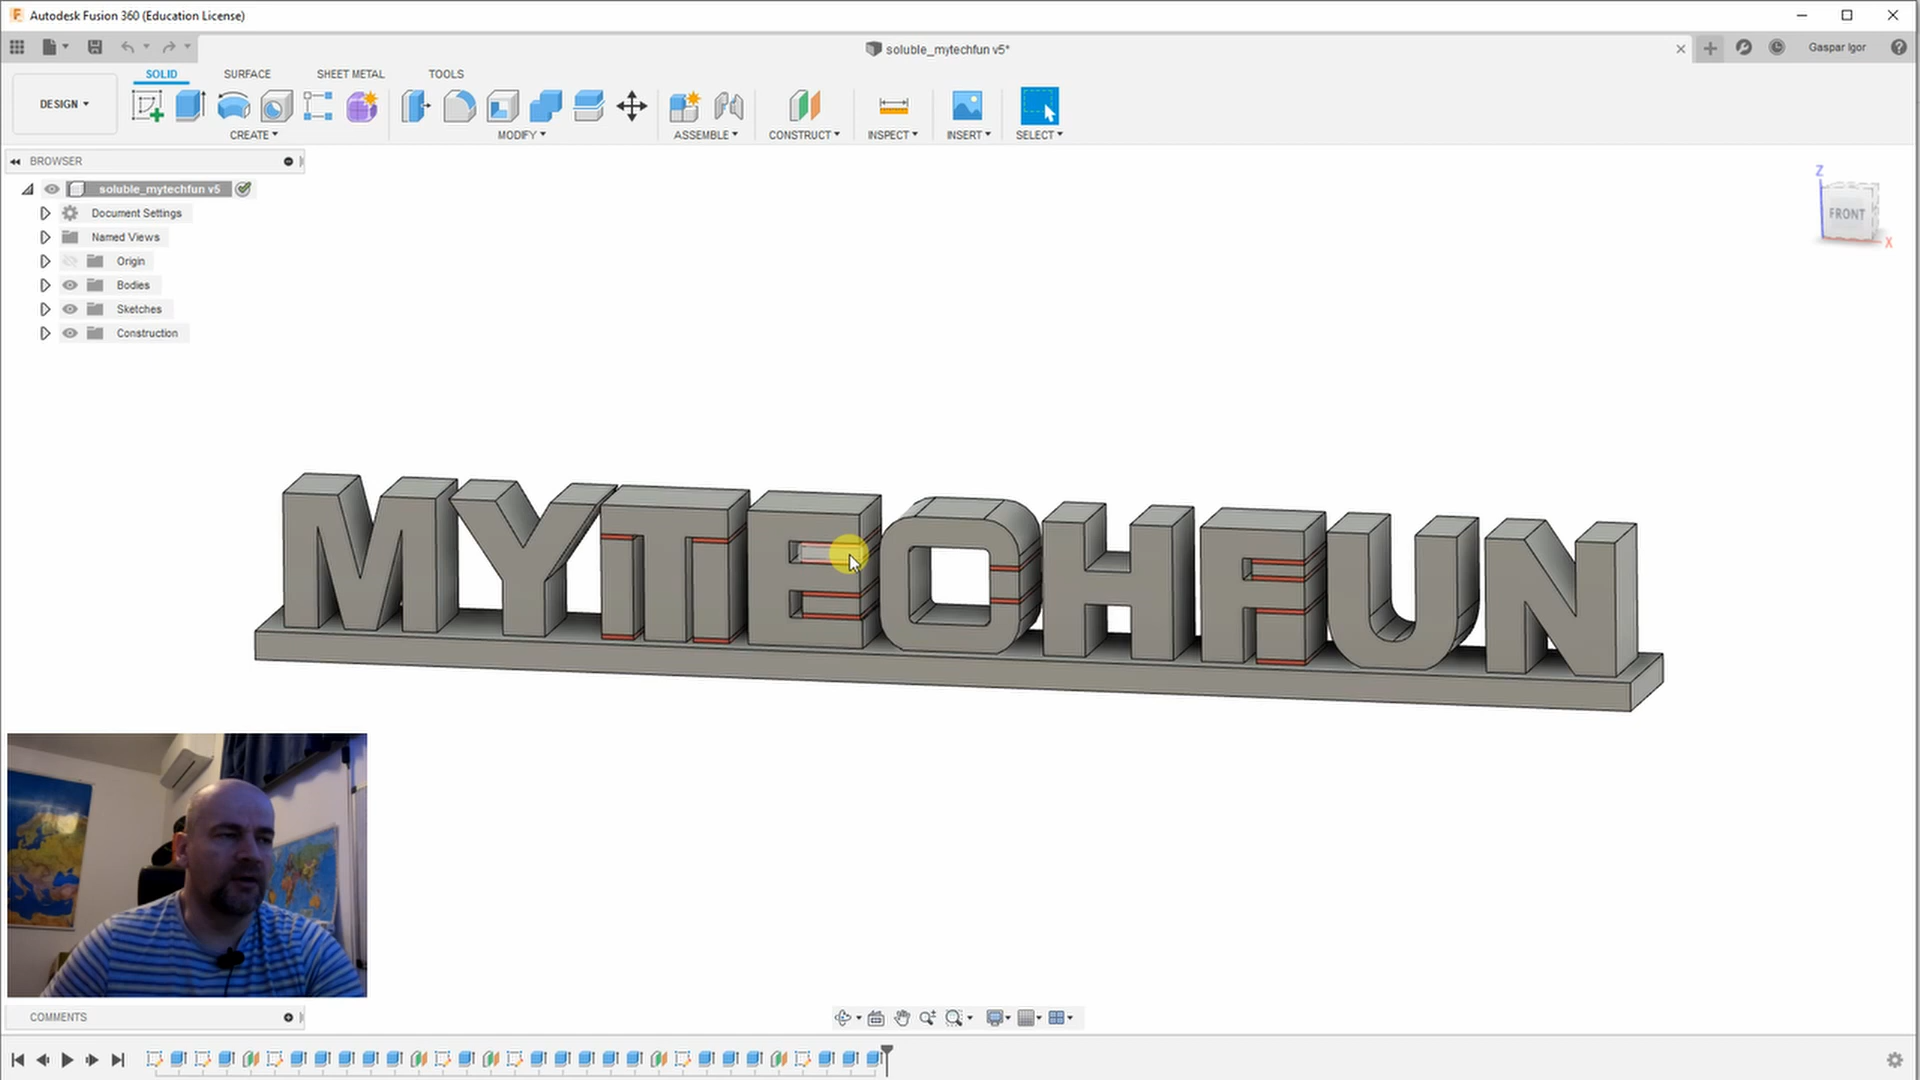 Autodesk Fusion 360 (Education License)
soluble_mytechfun v5*
Gaspar Igor
DESIGN
SOLID
SURFACE
SHEET METAL
TOOLS
CREATE
MODIFY
ASSEMBLE
CONSTRUCT
INSPECT
INSERT
SELECT
BROWSER
soluble_mytechfun v5
Document Settings
Named Views
Origin
Bodies
Sketches
Construction
Z
FRONT
X
MYTECHFUN
COMMENTS